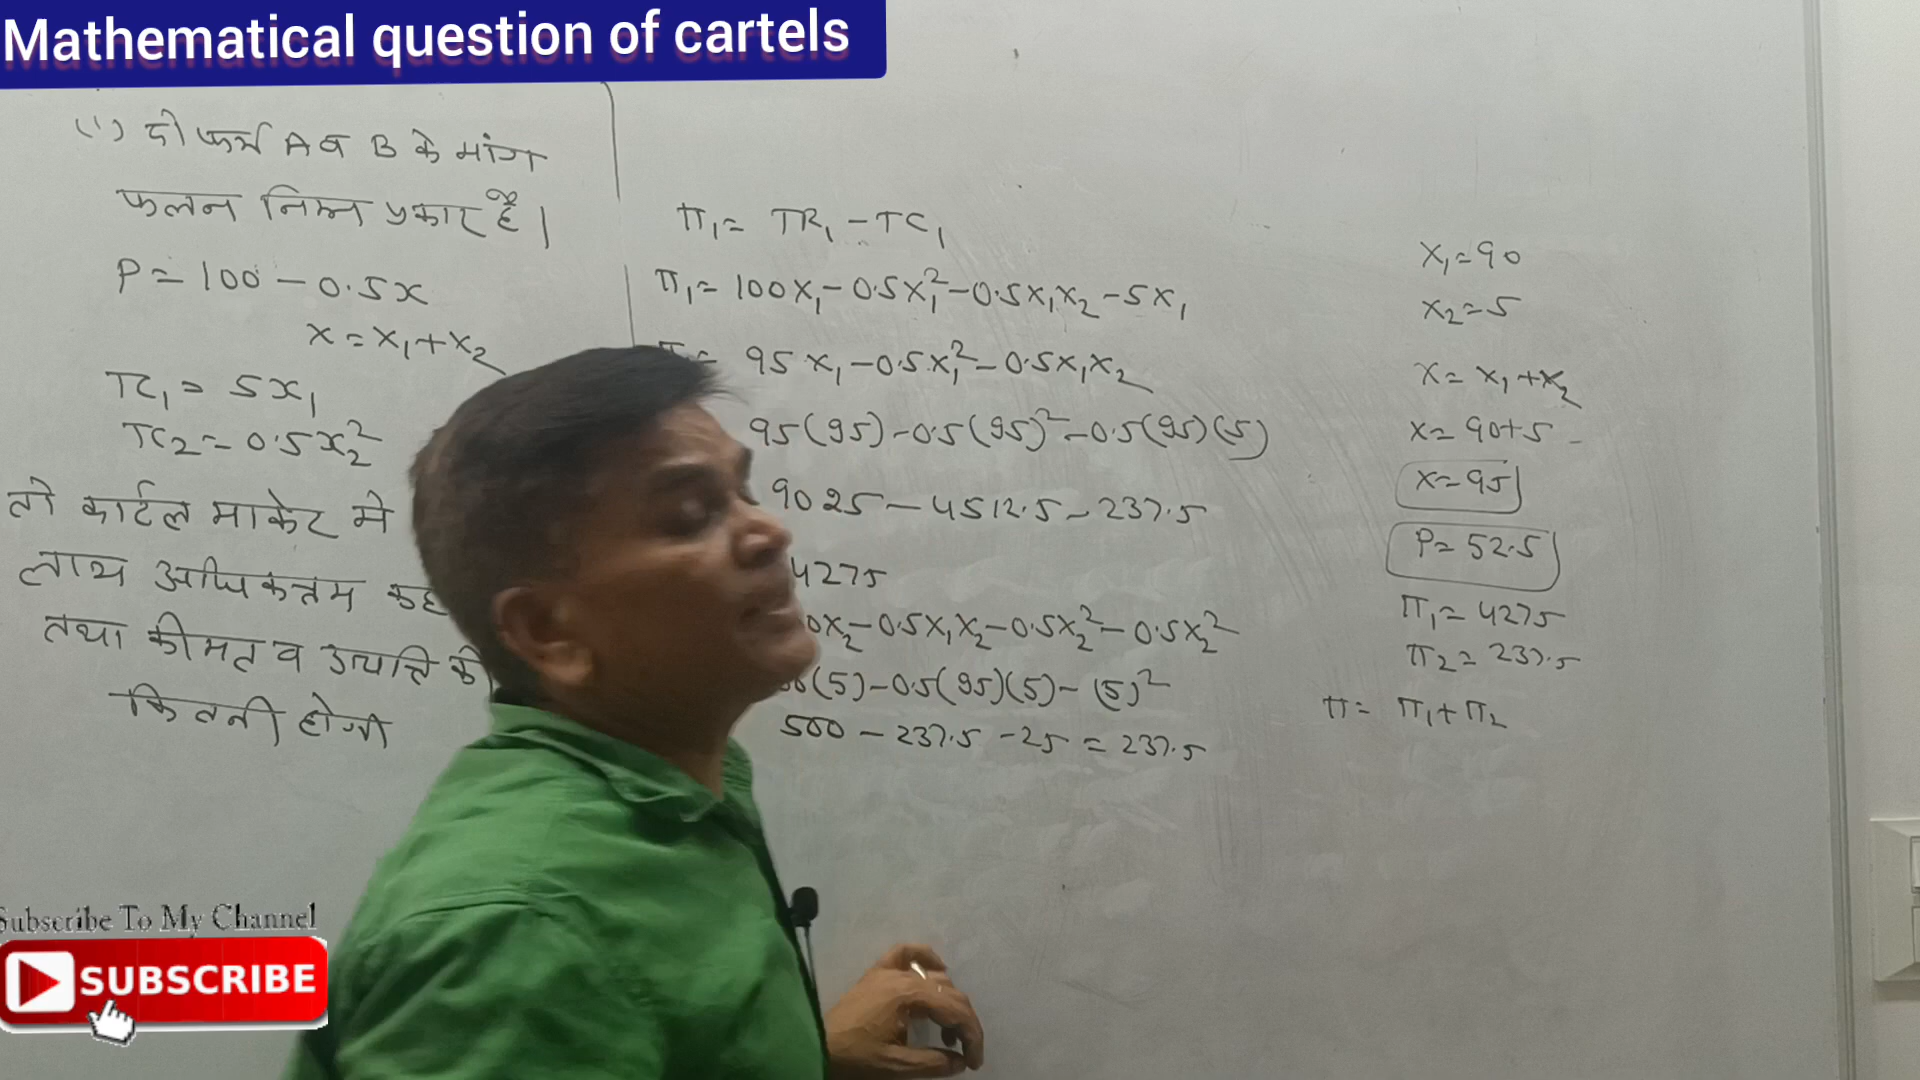 Mathematical question of cartels
(1) दो फर्म A व B के मांग
फलन निम्न प्रकार है।
P = 100 - 0.5x
x = x₁ + x₂
TC₁ = 5x₁
TC₂ = 0.5x₂²
तो कार्टल मार्केट मे
लाभ अधिकतम
तथा कीमत व उत्पत्ति
कितनी होगी
π₁ = TR₁ - TC₁
π₁ = 100x₁ - 0.5x₁² - 0.5x₁x₂ - 5x₁
= 95x₁ - 0.5x₁² - 0.5x₁x₂
95(95) - 0.5(95)² - 0.5(95)(5)
9025 - 4512.5 - 237.5
4275
0x₂ - 0.5x₁x₂ - 0.5x₂² - 0.5x₂²
(5) - 0.5(95)(5) - (5)²
500 - 237.5 - 25 = 237.5
x₁ = 90
x₂ = 5
x = x₁ + x₂
x = 90+5
x = 95
P = 52.5
π₁ = 4275
π₂ = 237.5
π = π₁ + π₂
Subscribe To My Channel
SUBSCRIBE